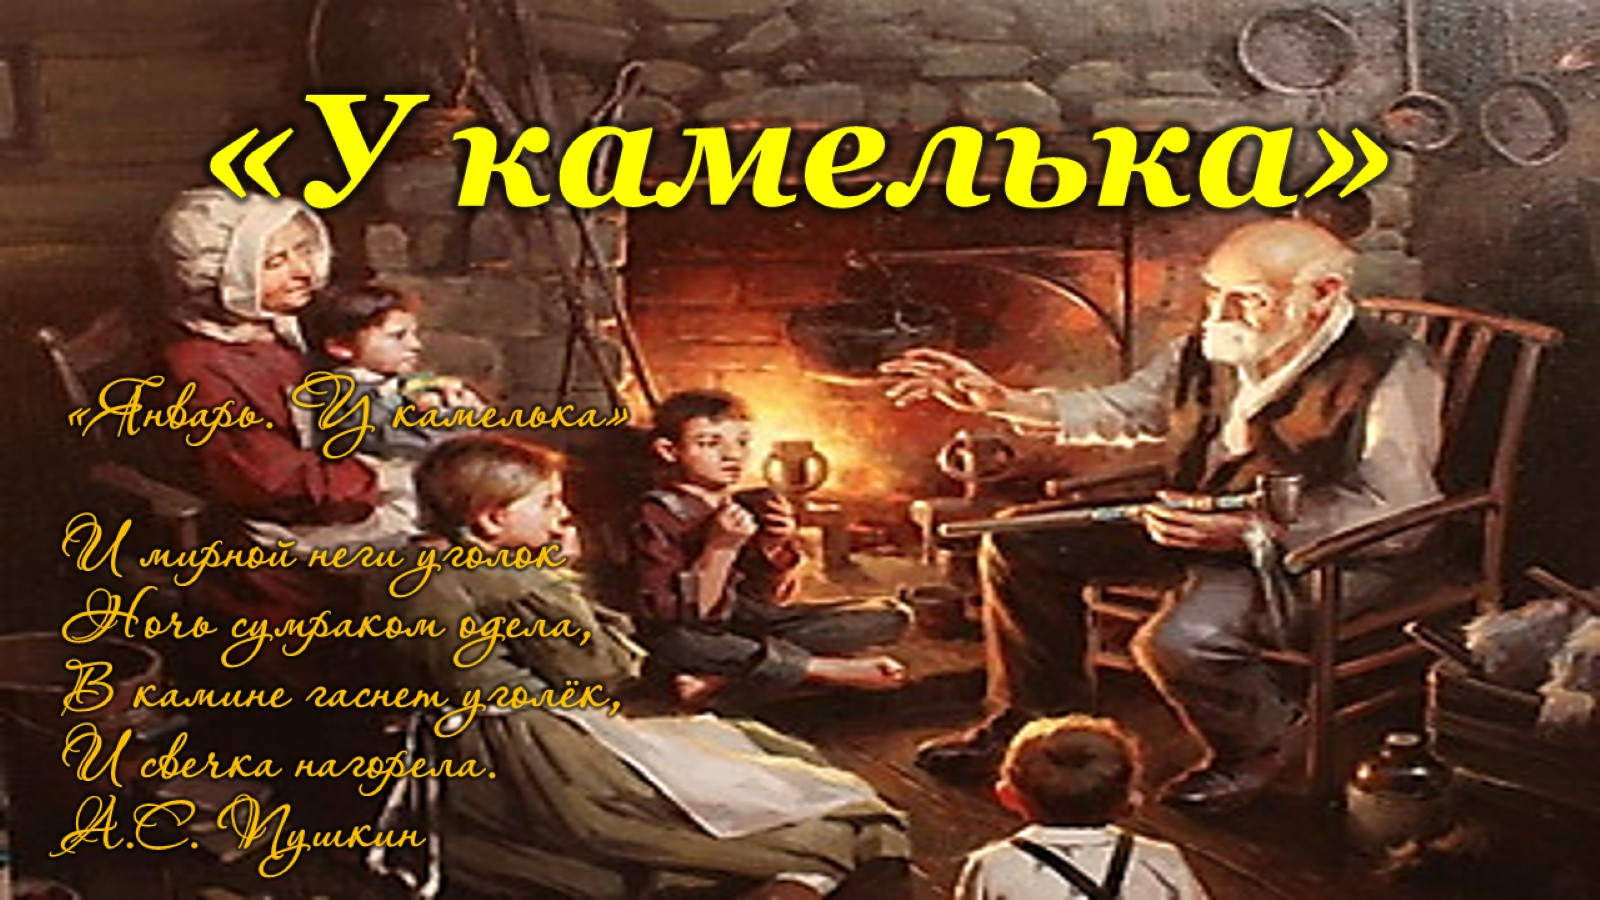 «У камелька»
«Январь. У камелька»
И мирной неги уголок
Ночь сумраком одела,
В камине гаснет уголёк,
И свечка нагорела.
А.С. Пушкин